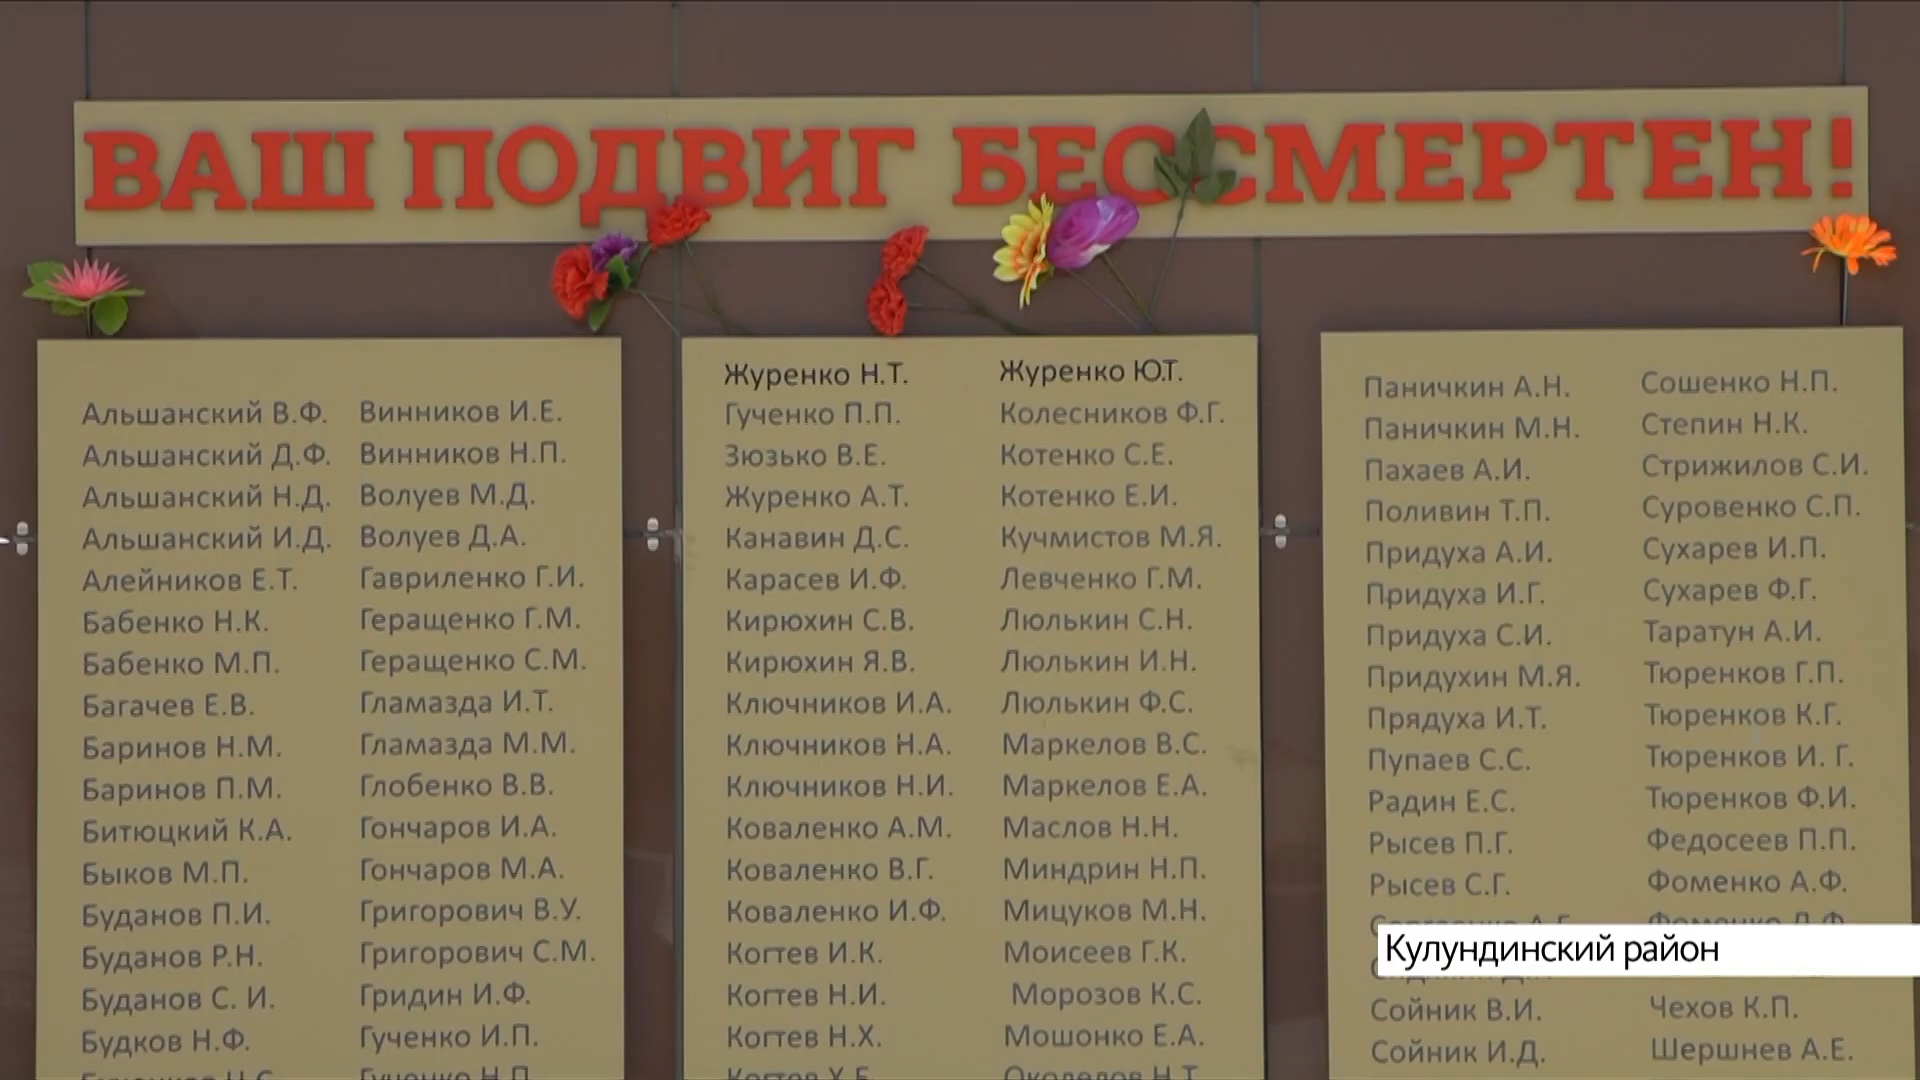 ВАШ ПОДВИГ БЕССМЕРТЕН!
Альшанский В.Ф.
Альшанский Д.Ф.
Альшанский Н.Д.
Альшанский И.Д.
Алейников Е.Т.
Бабенко Н.К.
Бабенко М.П.
Багачев Е.В.
Баринов Н.М.
Баринов П.М.
Битюцкий К.А.
Быков М.П.
Буданов П.И.
Буданов Р.Н.
Буданов С. И.
Будков Н.Ф.
Винников И.Е.
Винников Н.П.
Волуев М.Д.
Волуев Д.А.
Гавриленко Г.И.
Геращенко Г.М.
Геращенко С.М.
Гламазда И.Т.
Гламазда М.М.
Глобенко В.В.
Гончаров И.А.
Гончаров М.А.
Григорович В.У.
Григорович С.М.
Гридин И.Ф.
Гученко И.П.
Гученко Н.П.
Журенко Н.Т.
Гученко П.П.
Зюзько В.Е.
Журенко А.Т.
Канавин Д.С.
Карасев И.Ф.
Кирюхин С.В.
Кирюхин Я.В.
Ключников И.А.
Ключников Н.А.
Ключников Н.И.
Коваленко А.М.
Коваленко В.Г.
Коваленко И.Ф.
Когтев И.К.
Когтев Н.И.
Когтев Н.Х.
Когтев Х.Е.
Журенко Ю.Т.
Колесников Ф.Г.
Котенко С.Е.
Котенко Е.И.
Кучмистов М.Я.
Левченко Г.М.
Люлькин С.Н.
Люлькин И.Н.
Люлькин Ф.С.
Маркелов В.С.
Маркелов Е.А.
Маслов Н.Н.
Миндрин Н.П.
Мицуков М.Н.
Моисеев Г.К.
Морозов К.С.
Мошонко Е.А.
Паничкин А.Н.
Паничкин М.Н.
Пахаев А.И.
Поливин Т.П.
Придуха А.И.
Придуха И.Г.
Придуха С.И.
Придухин М.Я.
Прядуха И.Т.
Пупаев С.С.
Радин Е.С.
Рысев П.Г.
Рысев С.Г.
Сойник В.И.
Сойник И.Д.
Сошенко Н.П.
Степин Н.К.
Стрижилов С.И.
Суровенко С.П.
Сухарев И.П.
Сухарев Ф.Г.
Таратун А.И.
Тюренков Г.П.
Тюренков К.Г.
Тюренков И. Г.
Тюренков Ф.И.
Федосеев П.П.
Фоменко А.Ф.
Фоменко Д.Ф.
Чехов К.П.
Шершнев А.Е.
Кулундинский район